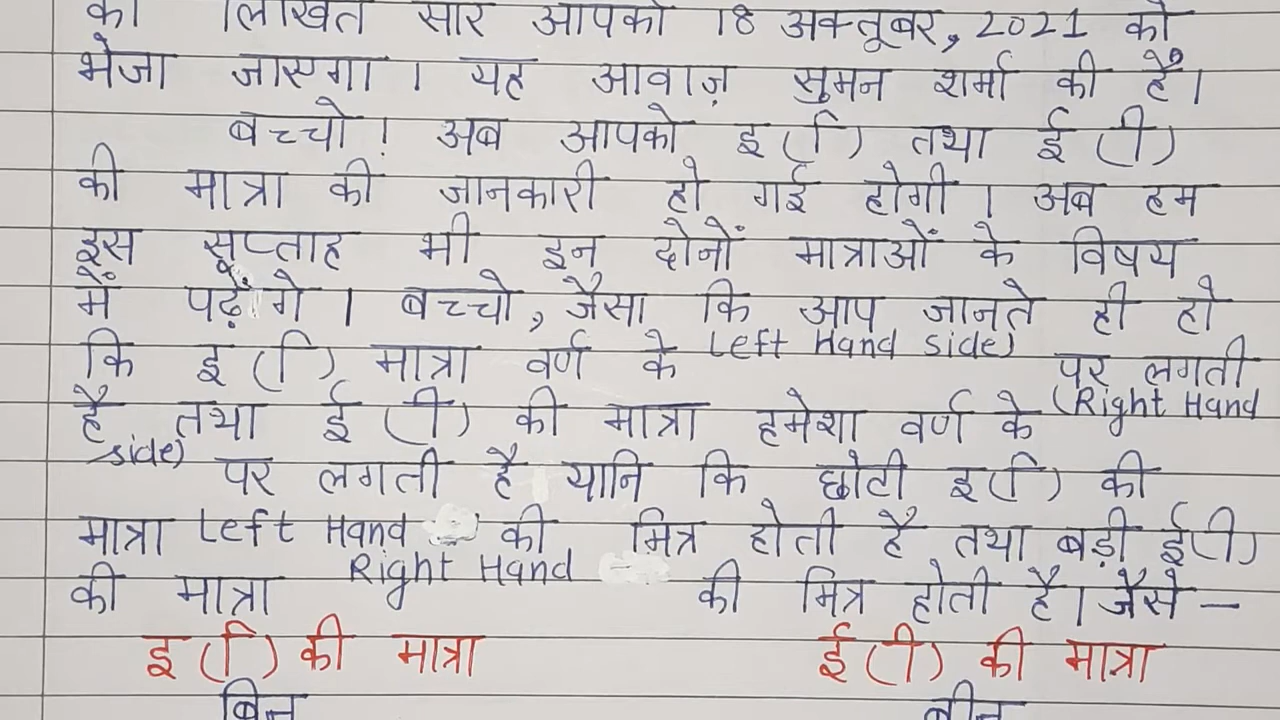 का लिखित सार आपको 18 अक्तूबर, 2021 को
भेजा जाएगा । यह आवाज़ सुमन शर्मा की है।
बच्चो! अब आपको इ (ि) तथा ई (ी)
की मात्रा की जानकारी हो गई होगी । अब हम
इस सप्ताह भी इन दोनों मात्राओं के विषय
में पढ़ेंगे । बच्चो, जैसा कि आप जानते ही हो
कि इ (ि) मात्रा वर्ण के Left Hand side) पर लगती
है तथा ई (ी) की मात्रा हमेशा वर्ण के (Right Hand
side) पर लगती है यानि कि छोटी इ(ि) की
मात्रा Left Hand की मित्र होती है तथा बड़ी ई(ी)
की मात्रा Right Hand की मित्र होती है। जैसे —
इ (ि) की मात्रा ई (ी) की मात्रा
बिन बीन